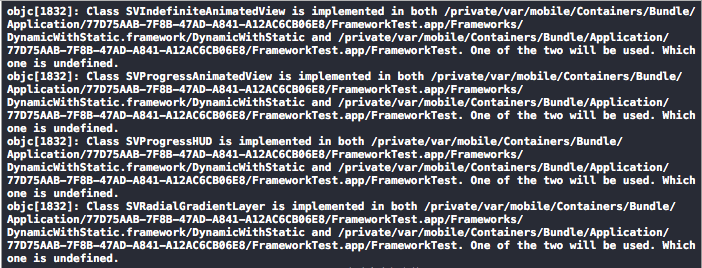 objc[1832]: Class SVIndefiniteAnimatedView is implemented in both /private/var/mobile/Containers/Bundle/
Application/77D75AAB-7F8B-47AD-A841-A12AC6CB06E8/FrameworkTest.app/Frameworks/
DynamicWithStatic.framework/DynamicWithStatic and /private/var/mobile/Containers/Bundle/Application/
77D75AAB-7F8B-47AD-A841-A12AC6CB06E8/FrameworkTest.app/FrameworkTest. One of the two will be used. Which
one is undefined.
objc[1832]: Class SVProgressAnimatedView is implemented in both /private/var/mobile/Containers/Bundle/
Application/77D75AAB-7F8B-47AD-A841-A12AC6CB06E8/FrameworkTest.app/Frameworks/
DynamicWithStatic.framework/DynamicWithStatic and /private/var/mobile/Containers/Bundle/Application/
77D75AAB-7F8B-47AD-A841-A12AC6CB06E8/FrameworkTest.app/FrameworkTest. One of the two will be used. Which
one is undefined.
objc[1832]: Class SVProgressHUD is implemented in both /private/var/mobile/Containers/Bundle/
Application/77D75AAB-7F8B-47AD-A841-A12AC6CB06E8/FrameworkTest.app/Frameworks/
DynamicWithStatic.framework/DynamicWithStatic and /private/var/mobile/Containers/Bundle/Application/
77D75AAB-7F8B-47AD-A841-A12AC6CB06E8/FrameworkTest.app/FrameworkTest. One of the two will be used. Which
one is undefined.
objc[1832]: Class SVRadialGradientLayer is implemented in both /private/var/mobile/Containers/Bundle/
Application/77D75AAB-7F8B-47AD-A841-A12AC6CB06E8/FrameworkTest.app/Frameworks/
DynamicWithStatic.framework/DynamicWithStatic and /private/var/mobile/Containers/Bundle/Application/
77D75AAB-7F8B-47AD-A841-A12AC6CB06E8/FrameworkTest.app/FrameworkTest. One of the two will be used. Which
one is undefined.